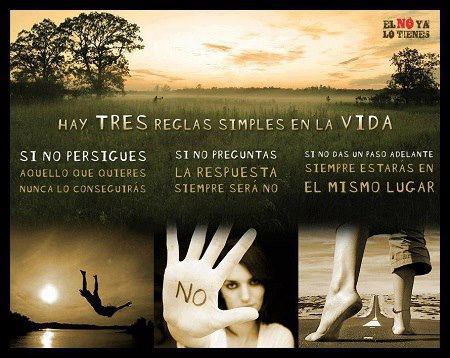 EL NO YA
LO TIENES
HAY TRES REGLAS SIMPLES EN LA VIDA
SI NO PERSIGUES
AQUELLO QUE QUIERES
NUNCA LO CONSEGUIRÁS
SI NO PREGUNTAS
LA RESPUESTA
SIEMPRE SERÁ NO
SI NO DAS UN PASO ADELANTE
SIEMPRE ESTARAS EN
EL MISMO LUGAR
NO